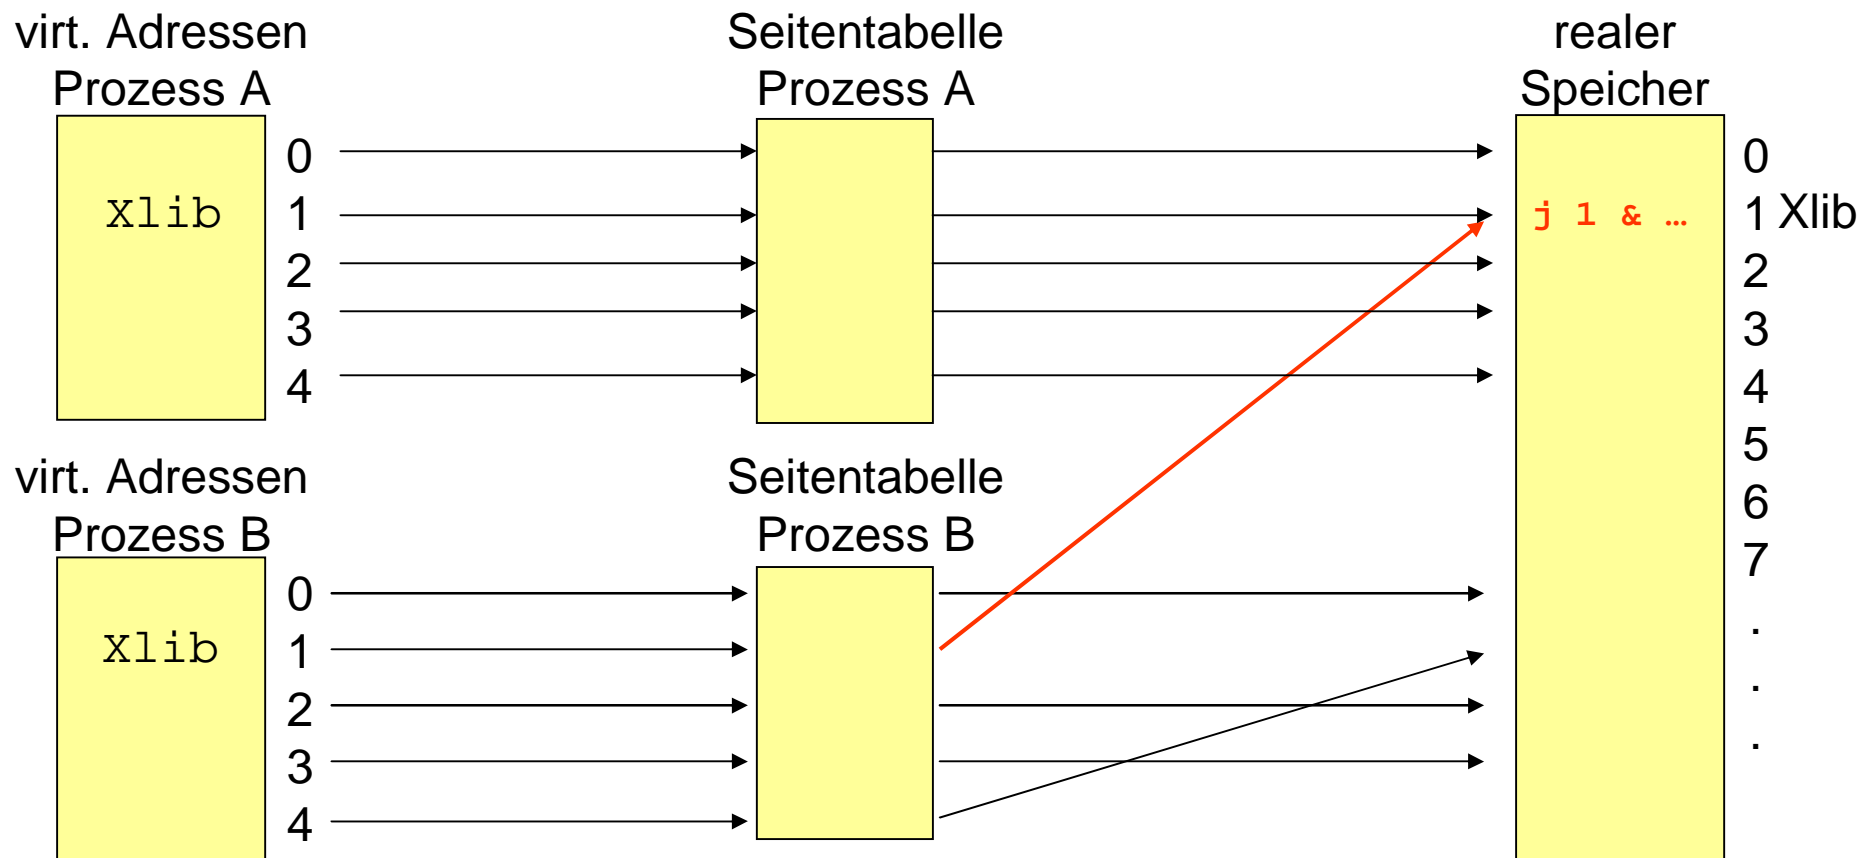 virt. Adressen
Prozess A
Xlib
0
1
2
3
4
Seitentabelle
Prozess A
realer
Speicher
j 1 & …
0
1 Xlib
2
3
4
5
6
7
.
.
.
virt. Adressen
Prozess B
Xlib
0
1
2
3
4
Seitentabelle
Prozess B